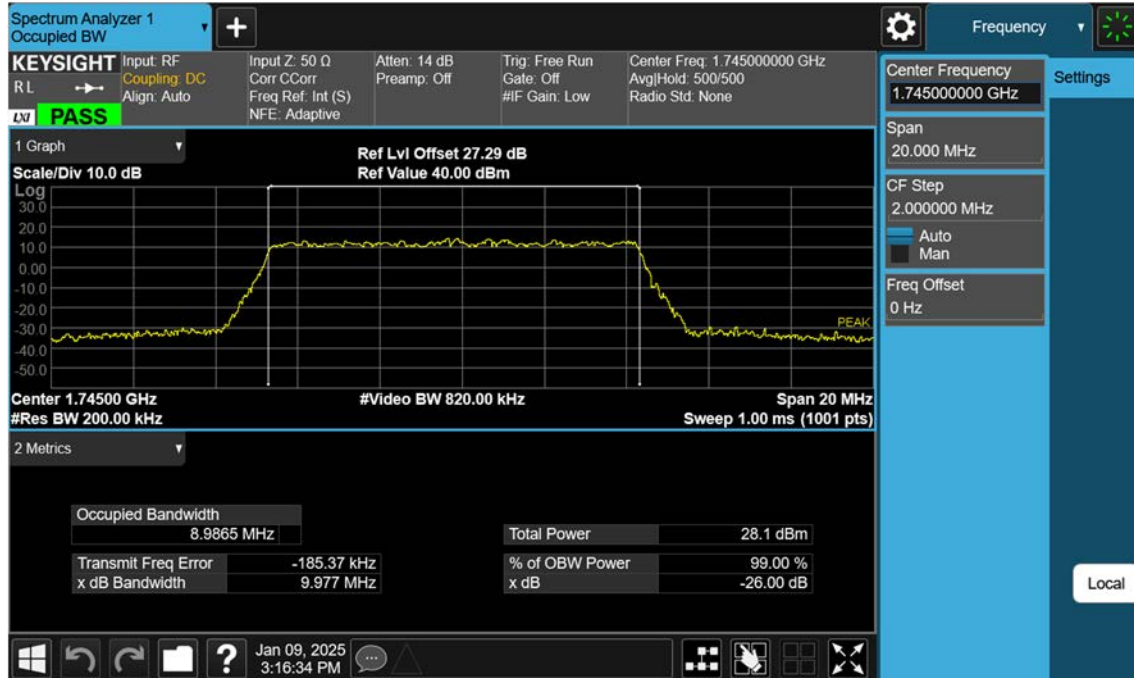 Spectrum Analyzer 1
Occupied BW
+
Frequency
KEYSIGHT
R L
LXI
PASS
Input: RF
Coupling: DC
Align: Auto
Input Z: 50 Ω
Corr CCorr
Freq Ref: Int (S)
NFE: Adaptive
Atten: 14 dB
Preamp: Off
Trig: Free Run
Gate: Off
#IF Gain: Low
Center Freq: 1.745000000 GHz
Avg|Hold: 500/500
Radio Std: None
Center Frequency
1.745000000 GHz
Settings
Span
20.000 MHz
CF Step
2.000000 MHz
Auto
Man
Freq Offset
0 Hz
Local
1 Graph
Scale/Div 10.0 dB
Ref Lvl Offset 27.29 dB
Ref Value 40.00 dBm
Log
30.0
20.0
10.0
0.00
-10.0
-20.0
-30.0
-40.0
-50.0
PEAK
Center 1.74500 GHz
#Video BW 820.00 kHz
Span 20 MHz
#Res BW 200.00 kHz
Sweep 1.00 ms (1001 pts)
2 Metrics
Occupied Bandwidth
8.9865 MHz
Total Power 28.1 dBm
Transmit Freq Error -185.37 kHz
% of OBW Power 99.00 %
x dB Bandwidth 9.977 MHz
x dB -26.00 dB
?
Jan 09, 2025
3:16:34 PM